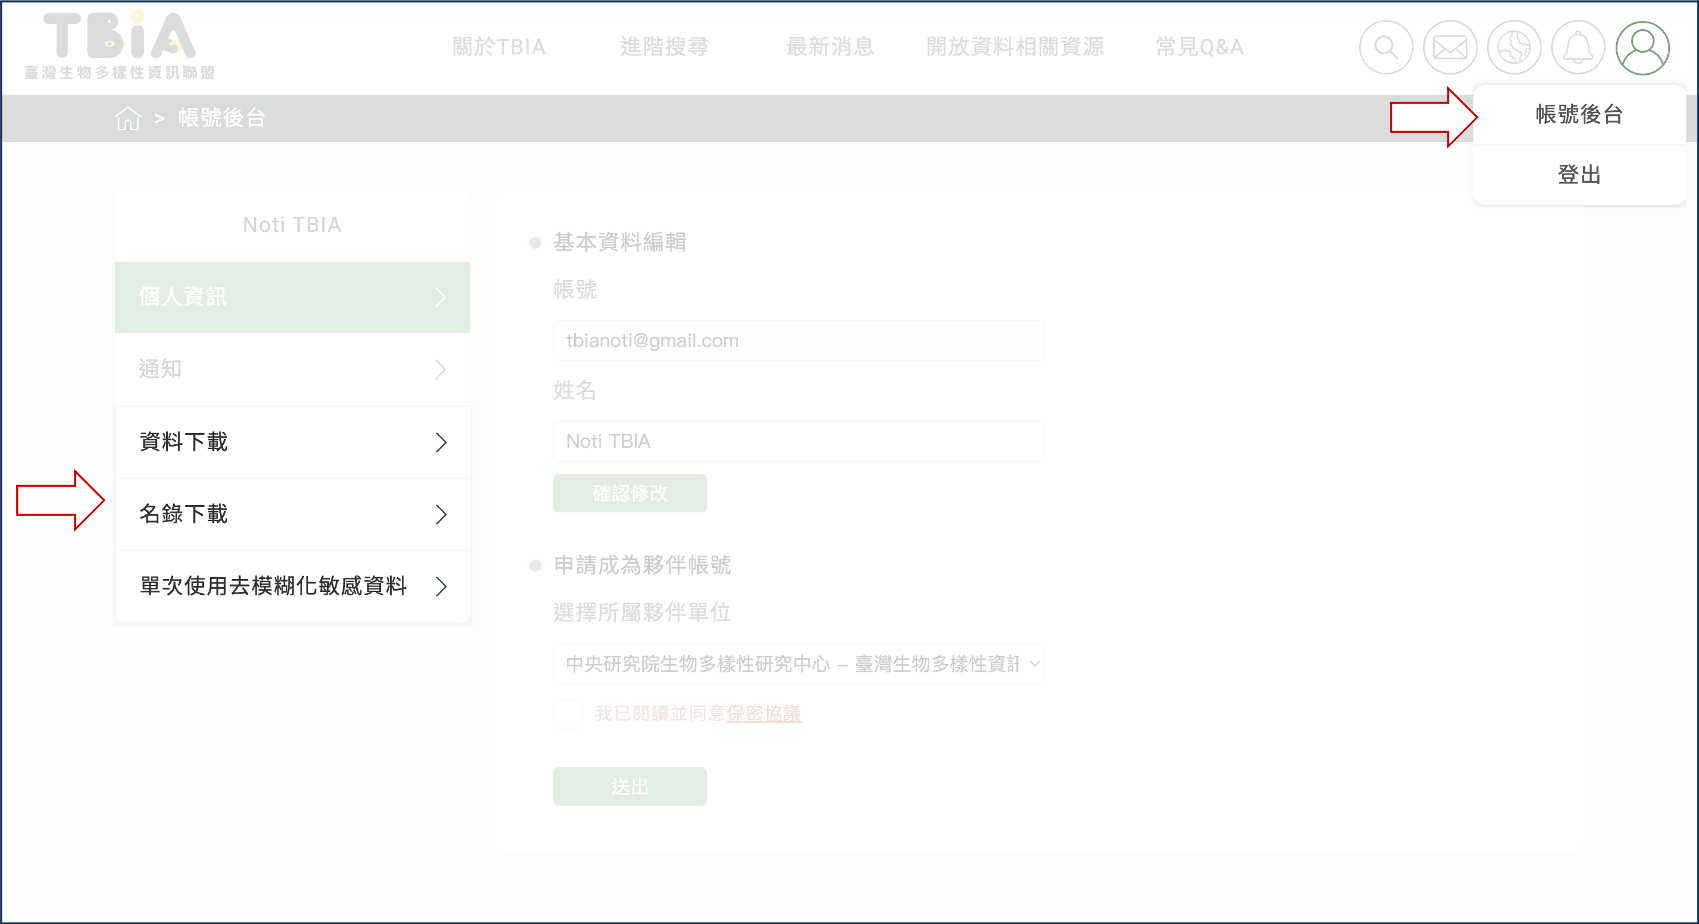 TBiA
臺灣生物多樣性資訊聯盟
關於TBIA
進階搜尋
最新消息
開放資料相關資源
常見Q&A
> 帳號後台
帳號後台
登出
Noti TBIA
個人資訊
通知
資料下載
名錄下載
單次使用去模糊化敏感資料
基本資料編輯
帳號
tbianoti@gmail.com
姓名
Noti TBIA
確認修改
申請成為夥伴帳號
選擇所屬夥伴單位
中央研究院生物多樣性研究中心 – 臺灣生物多樣性資訊
我已閱讀並同意保密協議
送出